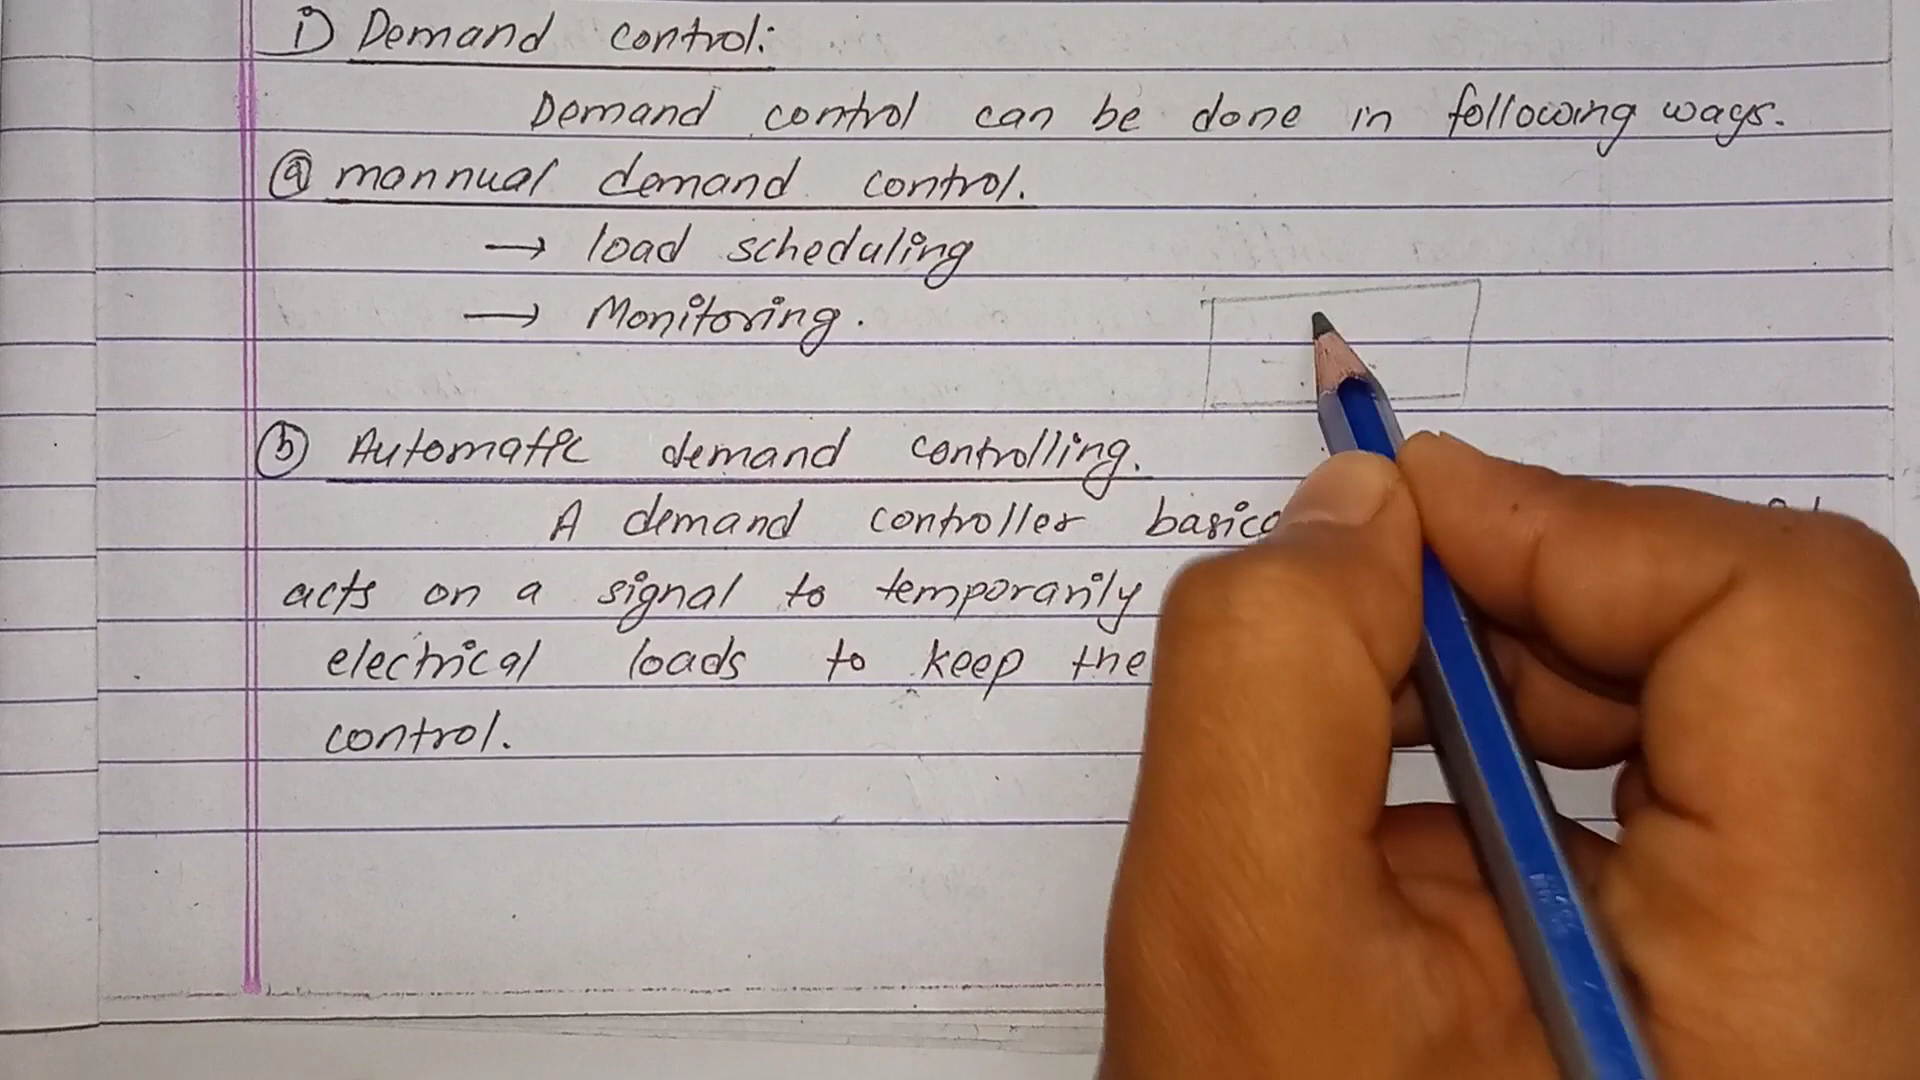 i) Demand control:
Demand control can be done in following ways.
(a) mannual demand control.
→ load scheduling
→ Monitoring.
(b) Automatic demand controlling.
A demand controller
acts on a signal to temporarily
electrical loads to keep the
control.